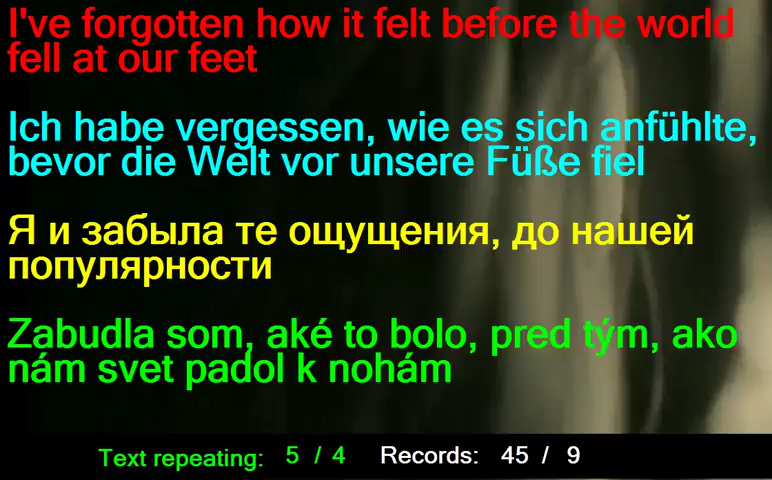 I've forgotten how it felt before the world
fell at our feet
Ich habe vergessen, wie es sich anfühlte,
bevor die Welt vor unsere Füße fiel
Я и забыла те ощущения, до нашей
популярности
Zabudla som, aké to bolo, pred tým, ako
nám svet padol k nohám
Text repeating: 5 / 4 Records: 45 / 9